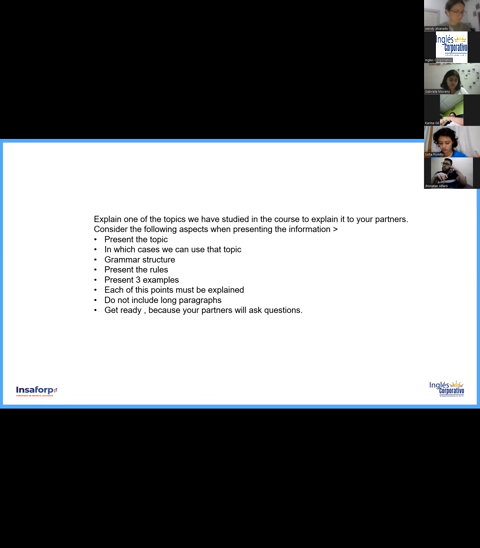 Inglés
Corporativo
Explain one of the topics we have studied in the course to explain it to your partners.
Consider the following aspects when presenting the information >
• Present the topic
• In which cases we can use that topic
• Grammar structure
• Present the rules
• Present 3 examples
• Each of this points must be explained
• Do not include long paragraphs
• Get ready , because your partners will ask questions.
Insaforp
Inglés
Corporativo